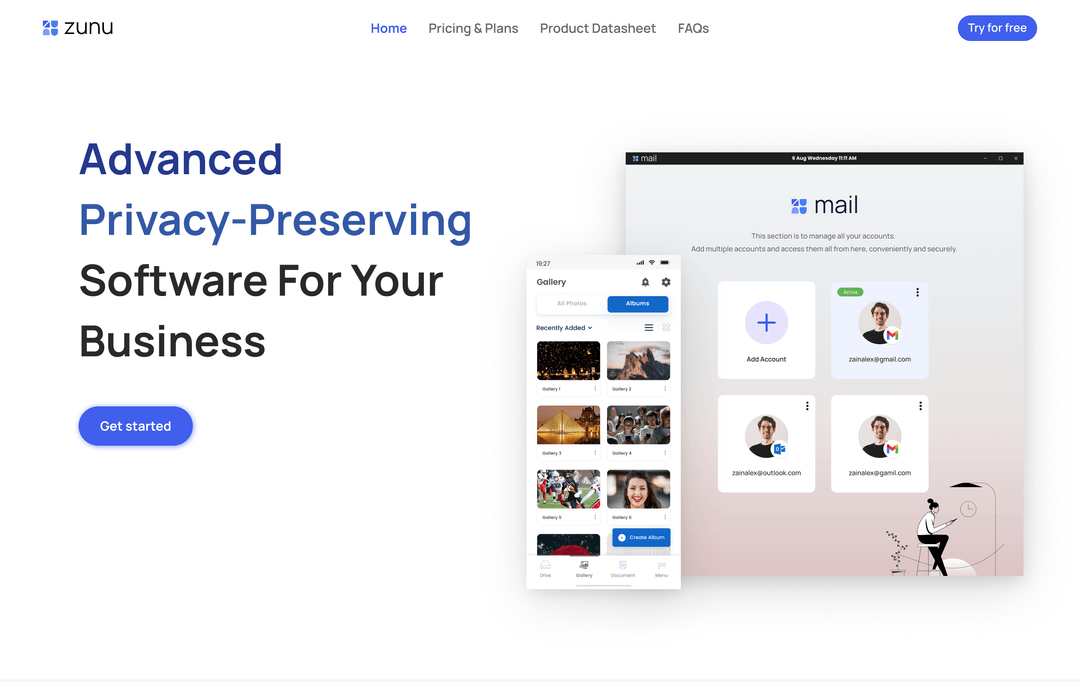 zunu
Home Pricing & Plans Product Datasheet FAQs
Try for free
Advanced
Privacy-Preserving
Software For Your
Business
Get started
mail
6 Aug Wednesday 11:11 AM
mail
This section is to manage all your accounts.
Add multiple accounts and access them all from here, conveniently and securely.
Add Account
Active
zainalex@gmail.com
zainalex@outlook.com
zainalex@gamil.com
19:27
Gallery
All Photos Albums
Recently Added
Gallery 1 Gallery 2
Gallery 3 Gallery 4
Gallery 5 Gallery 6
Create Album
Drive Gallery Document Menu